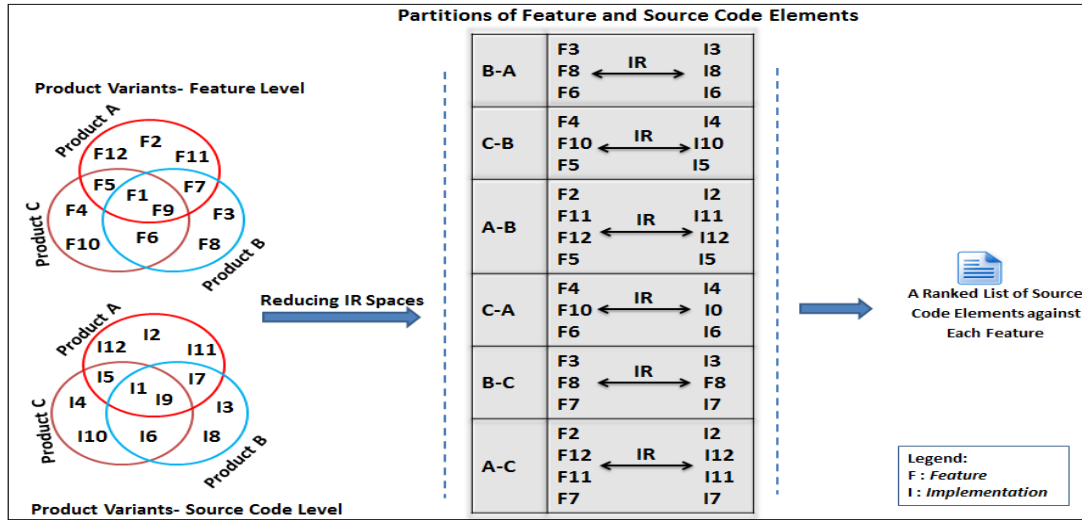 Partitions of Feature and Source Code Elements
Product Variants- Feature Level
Product A
F2
F12
F11
F5
F7
F1
F4
F9
F3
F6
F10
F8
Product C
Product B
Product A
I2
I12
I11
I5
I7
I1
I4
I9
I3
I10
I6
I8
Product C
Product B
Product Variants- Source Code Level
Reducing IR Spaces
B-A
F3 I3
F8 IR I8
F6 I6
C-B
F4 I4
F10 IR I10
F5 I5
A-B
F2 I2
F11 IR I11
F12 I12
F5 I5
C-A
F4 I4
F10 IR I0
F6 I6
B-C
F3 I3
F8 IR F8
F7 I7
A-C
F2 I2
F12 IR I12
F11 I11
F7 I7
A Ranked List of Source
Code Elements against
Each Feature
Legend:
F : Feature
I : Implementation